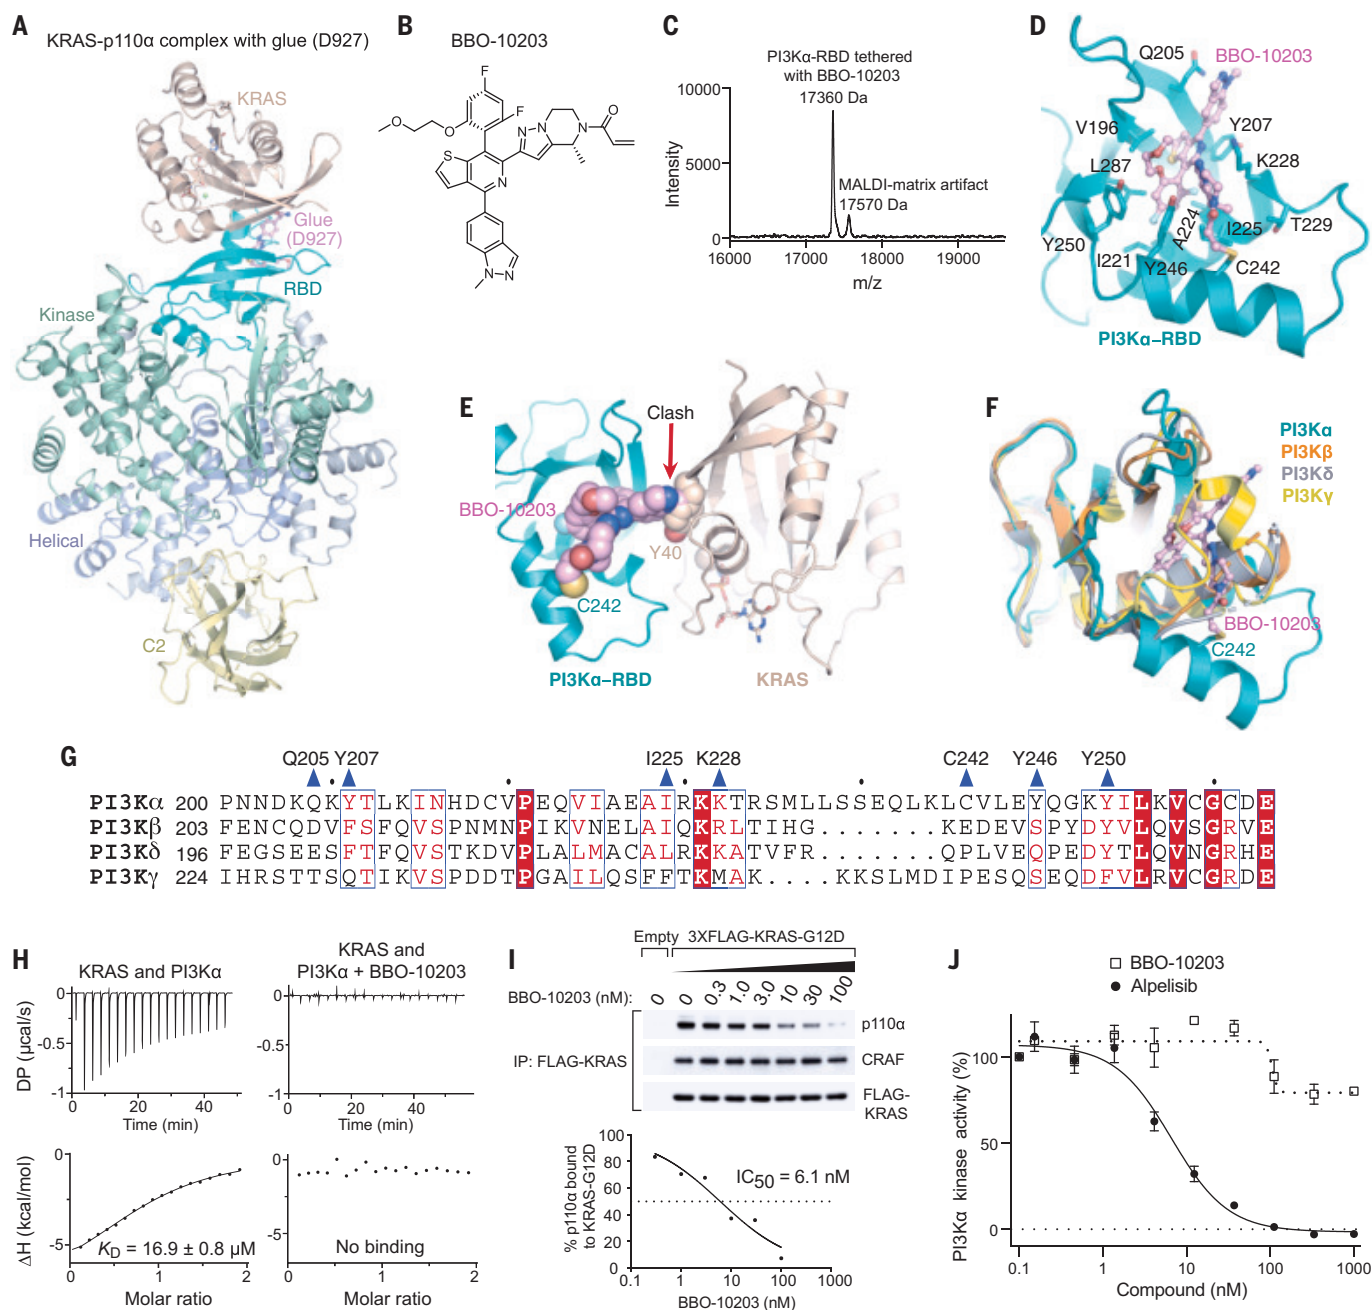 A
KRAS-p110α complex with glue (D927)
KRAS
Glue
(D927)
RBD
Kinase
Helical
C2
B
BBO-10203
F
F
O
O
N
N
N
O
S
N
N
N
C
PI3Kα-RBD tethered
with BBO-10203
17360 Da
MALDI-matrix artifact
17570 Da
Intensity
10000
5000
0
16000 17000 18000 19000
m/z
D
Q205
BBO-10203
V196
Y207
L287
K228
A224
I225
T229
Y250
I221
Y246
C242
PI3Kα–RBD
E
Clash
BBO-10203
Y40
C242
PI3Kα–RBD
KRAS
F
PI3Kα
PI3Kβ
PI3Kδ
PI3Kγ
BBO-10203
C242
G
Q205 Y207 I225 K228 C242 Y246 Y250
PI3Kα 200 PNNDKQKYTLKINHDCVPEQVIAEAIRKKTRSMLLSSEQLKLCVLEYQGKYILKVCGCDE
PI3Kβ 203 FENCQDVFSFQVSPNMNPIKVNELAIQKRLTIHG.......KEDEVSPYDYVLQVSGRVE
PI3Kδ 196 FEGSEESFTFQVSTKDVPLALMACALRKKATVFR.......QPLVEQPEDYTLQVNGRHE
PI3Kγ 224 IHRSTTSQTIKVSPDDTPGAILQSFFTKMAK....KKSLMDIPESQSEQDFVLRVCGRDE
H
KRAS and PI3Kα
KRAS and
PI3Kα + BBO-10203
DP (µcal/s)
0
-0.5
-1
0 20 40
Time (min)
0
-0.5
-1
0 20 40
Time (min)
ΔH (kcal/mol)
0
-5
KD = 16.9 ± 0.8 µM
0 1 2
Molar ratio
0
-5
No binding
0 1 2
Molar ratio
I
Empty 3XFLAG-KRAS-G12D
BBO-10203 (nM): 0 0 0.3 1.0 3.0 10 30 100
IP: FLAG-KRAS
p110α
CRAF
FLAG-
KRAS
% p110α bound
to KRAS-G12D
100
80
60
40
20
0
IC50 = 6.1 nM
0.1 1 10 100 1000
BBO-10203 (nM)
J
BBO-10203
Alpelisib
PI3Kα kinase activity (%)
100
50
0
0.1 1 10 100 1000
Compound (nM)